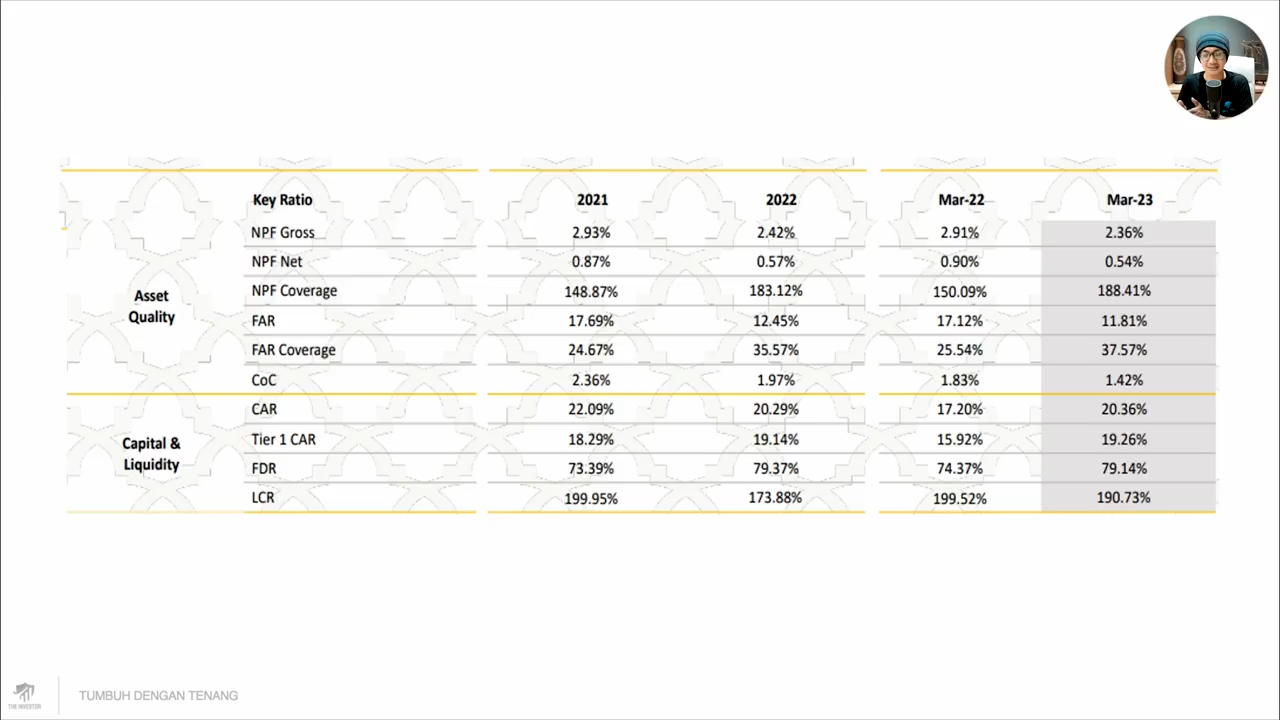 Key Ratio 2021 2022 Mar-22 Mar-23
NPF Gross 2.93% 2.42% 2.91% 2.36%
NPF Net 0.87% 0.57% 0.90% 0.54%
NPF Coverage 148.87% 183.12% 150.09% 188.41%
Asset
Quality
FAR 17.69% 12.45% 17.12% 11.81%
FAR Coverage 24.67% 35.57% 25.54% 37.57%
CoC 2.36% 1.97% 1.83% 1.42%
CAR 22.09% 20.29% 17.20% 20.36%
Tier 1 CAR 18.29% 19.14% 15.92% 19.26%
Capital &
Liquidity
FDR 73.39% 79.37% 74.37% 79.14%
LCR 199.95% 173.88% 199.52% 190.73%
THE INVESTOR
TUMBUH DENGAN TENANG